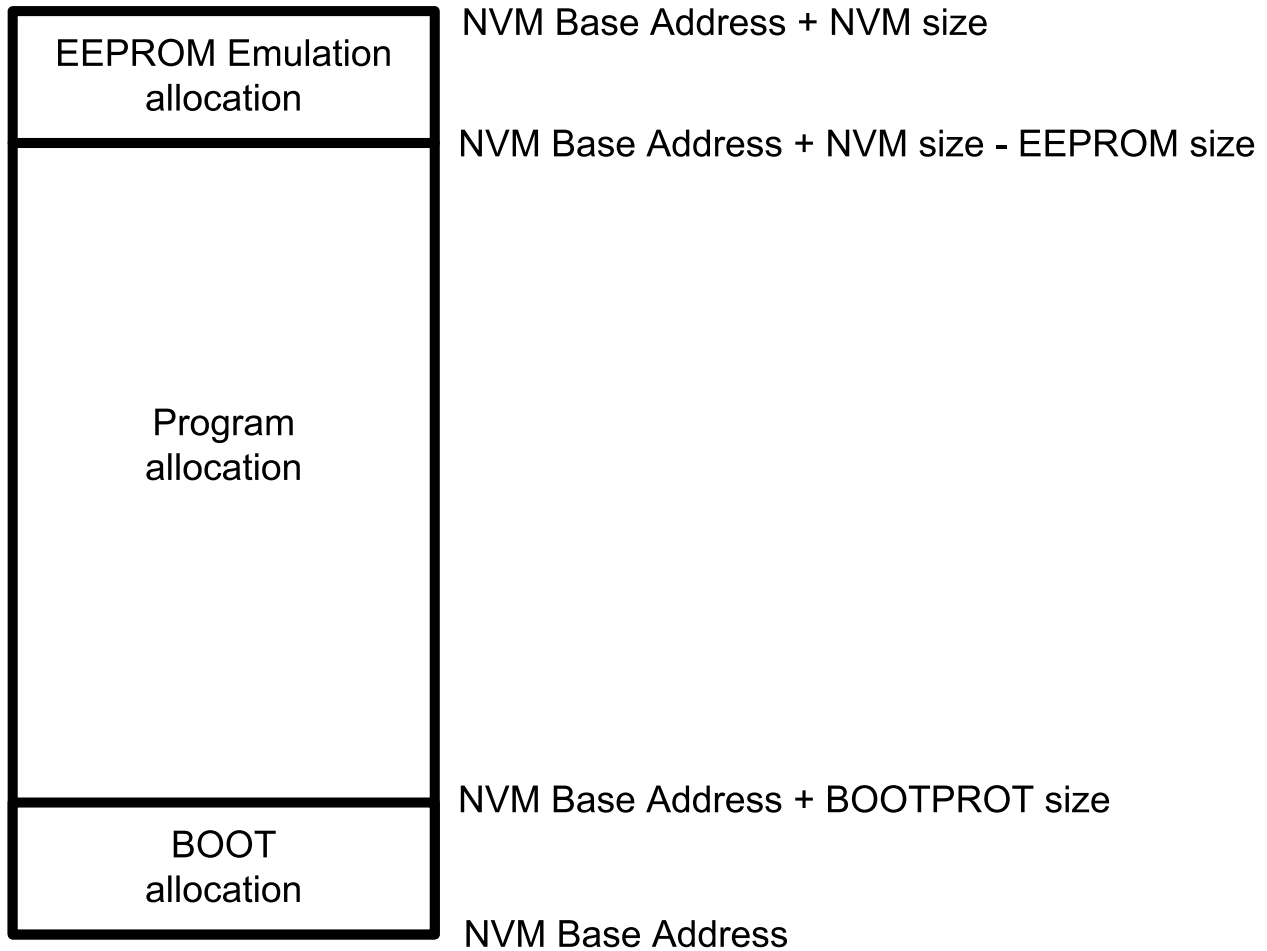 NVM Base Address + NVM size
EEPROM Emulation
allocation
NVM Base Address + NVM size - EEPROM size
Program
allocation
NVM Base Address + BOOTPROT size
BOOT
allocation
NVM Base Address